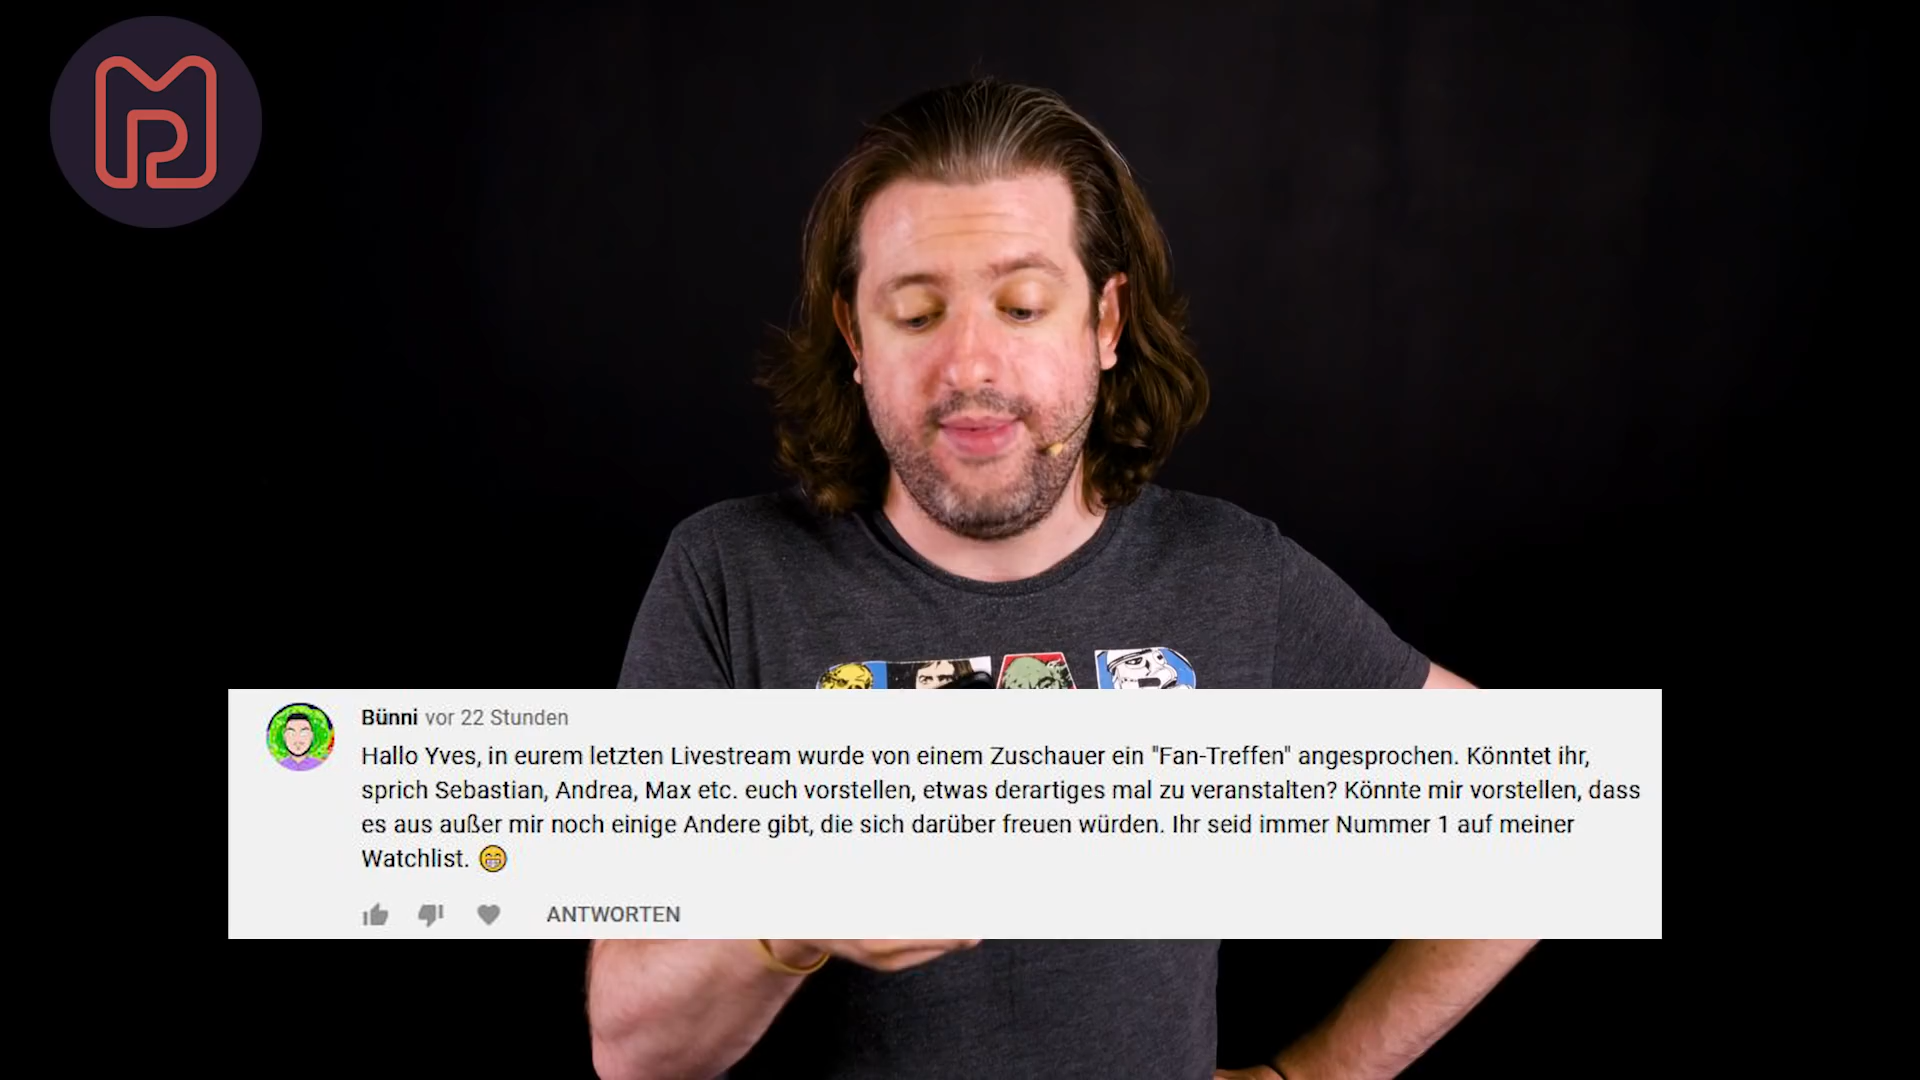 MP
Bünni vor 22 Stunden
Hallo Yves, in eurem letzten Livestream wurde von einem Zuschauer ein "Fan-Treffen" angesprochen. Könntet ihr,
sprich Sebastian, Andrea, Max etc. euch vorstellen, etwas derartiges mal zu veranstalten? Könnte mir vorstellen, dass
es aus außer mir noch einige Andere gibt, die sich darüber freuen würden. Ihr seid immer Nummer 1 auf meiner
Watchlist. 😁
ANTWORTEN